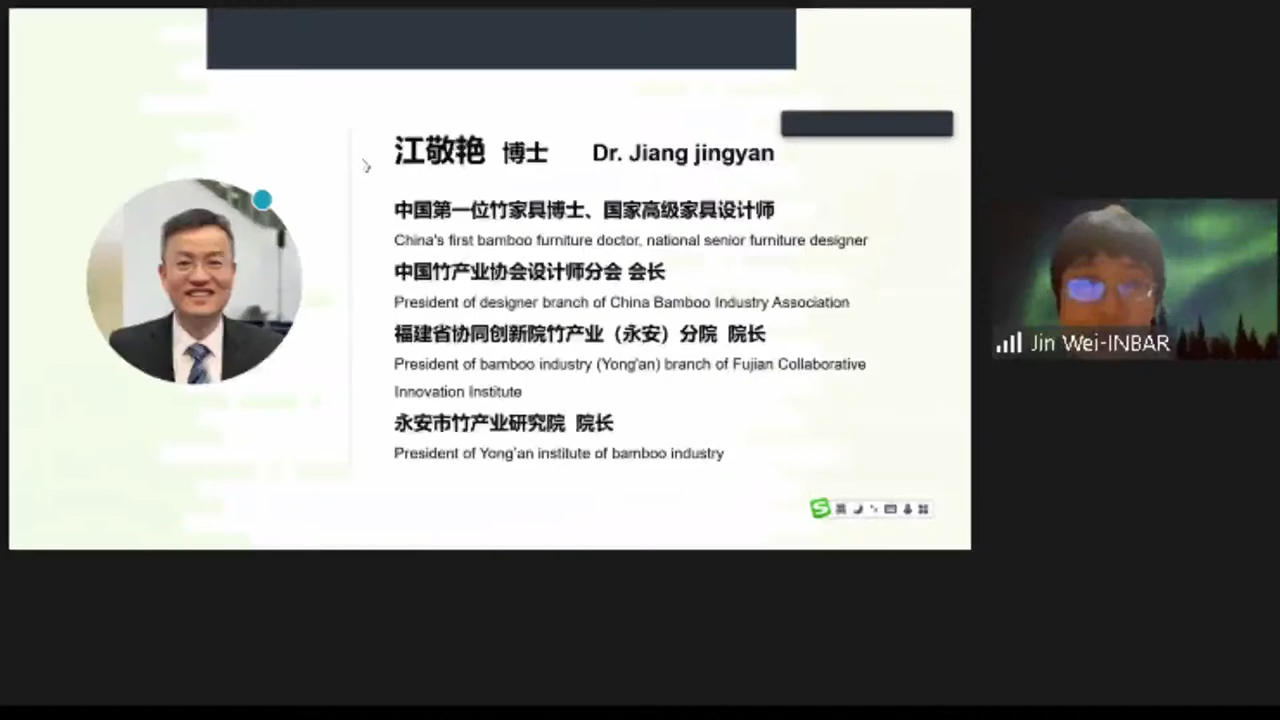 江敬艳 博士 Dr. Jiang jingyan
中国第一位竹家具博士、国家高级家具设计师
China's first bamboo furniture doctor, national senior furniture designer
中国竹产业协会设计师分会 会长
President of designer branch of China Bamboo Industry Association
福建省协同创新院竹产业（永安）分院 院长
President of bamboo industry (Yong'an) branch of Fujian Collaborative
Innovation Institute
永安市竹产业研究院 院长
President of Yong'an institute of bamboo industry
英
Jin Wei-INBAR